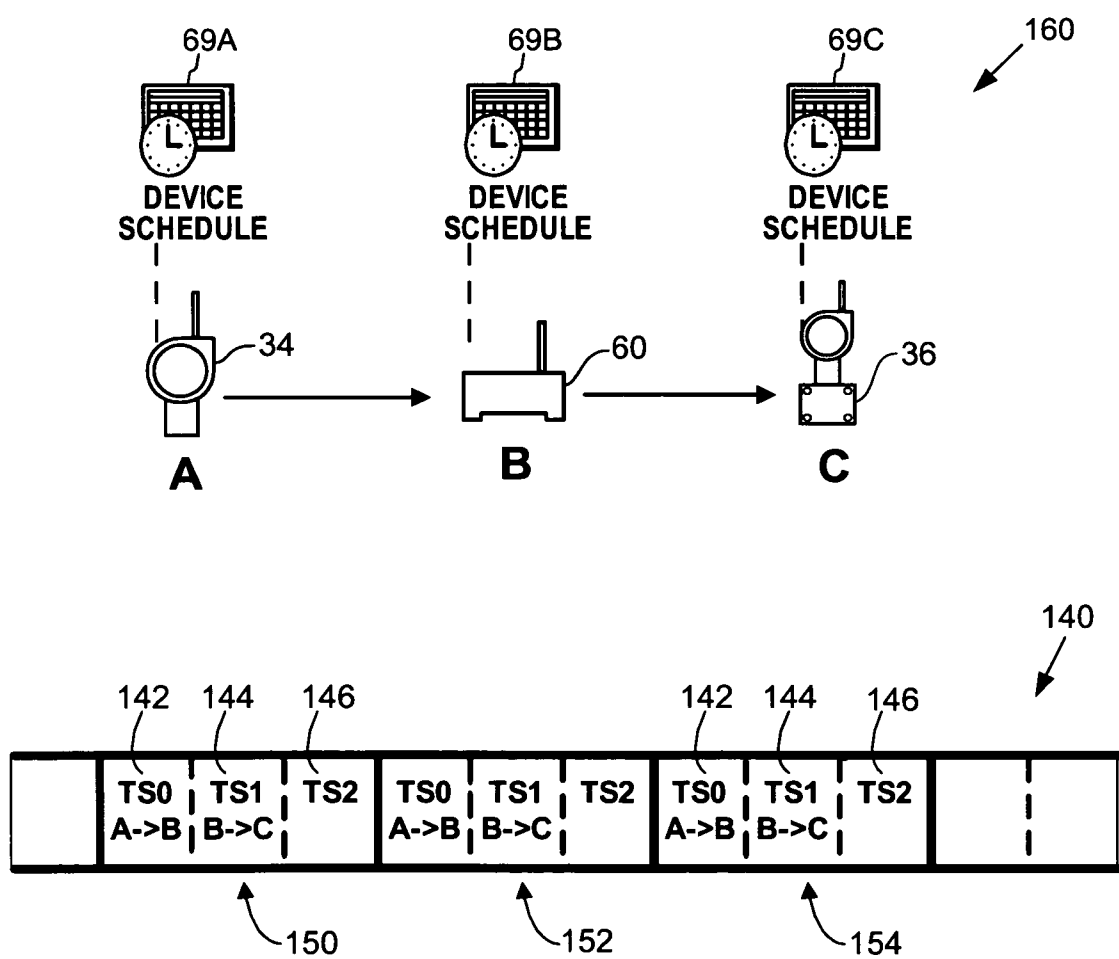 69A 69B 69C 160
DEVICE SCHEDULE DEVICE SCHEDULE DEVICE SCHEDULE
34 60 36
A B C
140
142 144 146 142 144 146
TS0 TS1 TS2 TS0 TS1 TS2 TS0 TS1 TS2
A->B B->C A->B B->C A->B B->C
150 152 154